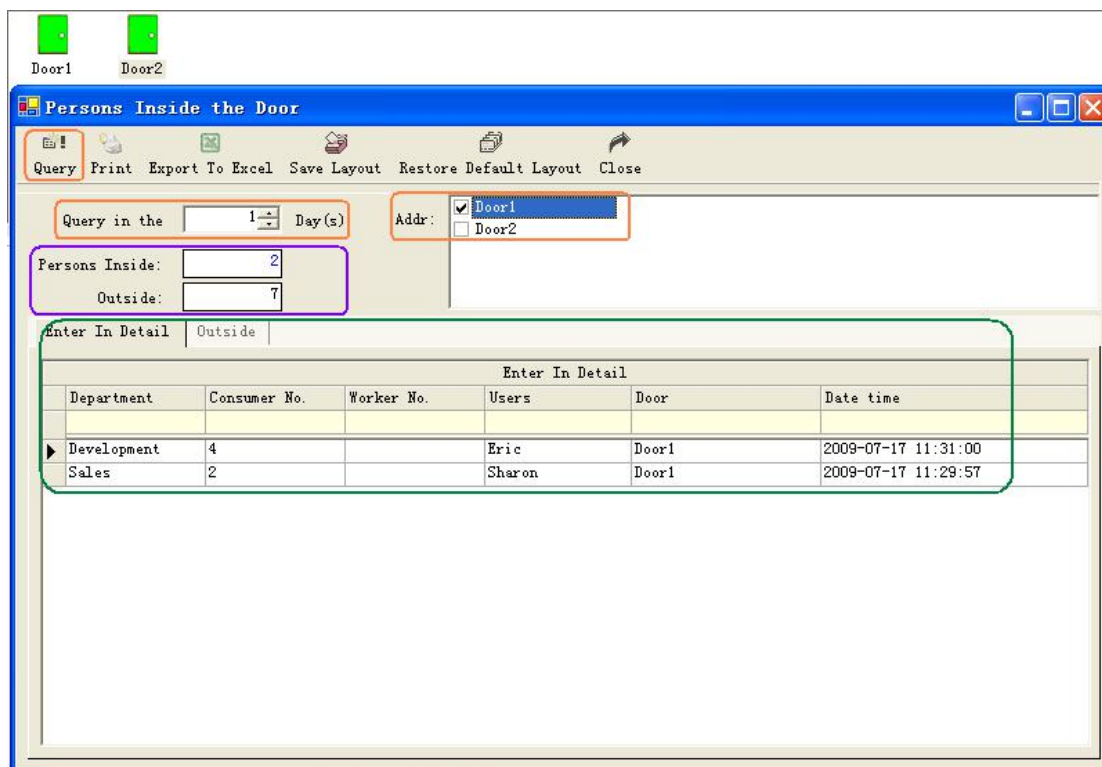 Door1 Door2
Persons Inside the Door
Query Print Export To Excel Save Layout Restore Default Layout Close
Query in the 1 Day(s) Addr: Door1
Door2
Persons Inside: 2
Outside: 7
Enter In Detail Outside
Enter In Detail
Department Consumer No. Worker No. Users Door Date time
Development 4 Eric Door1 2009-07-17 11:31:00
Sales 2 Sharon Door1 2009-07-17 11:29:57